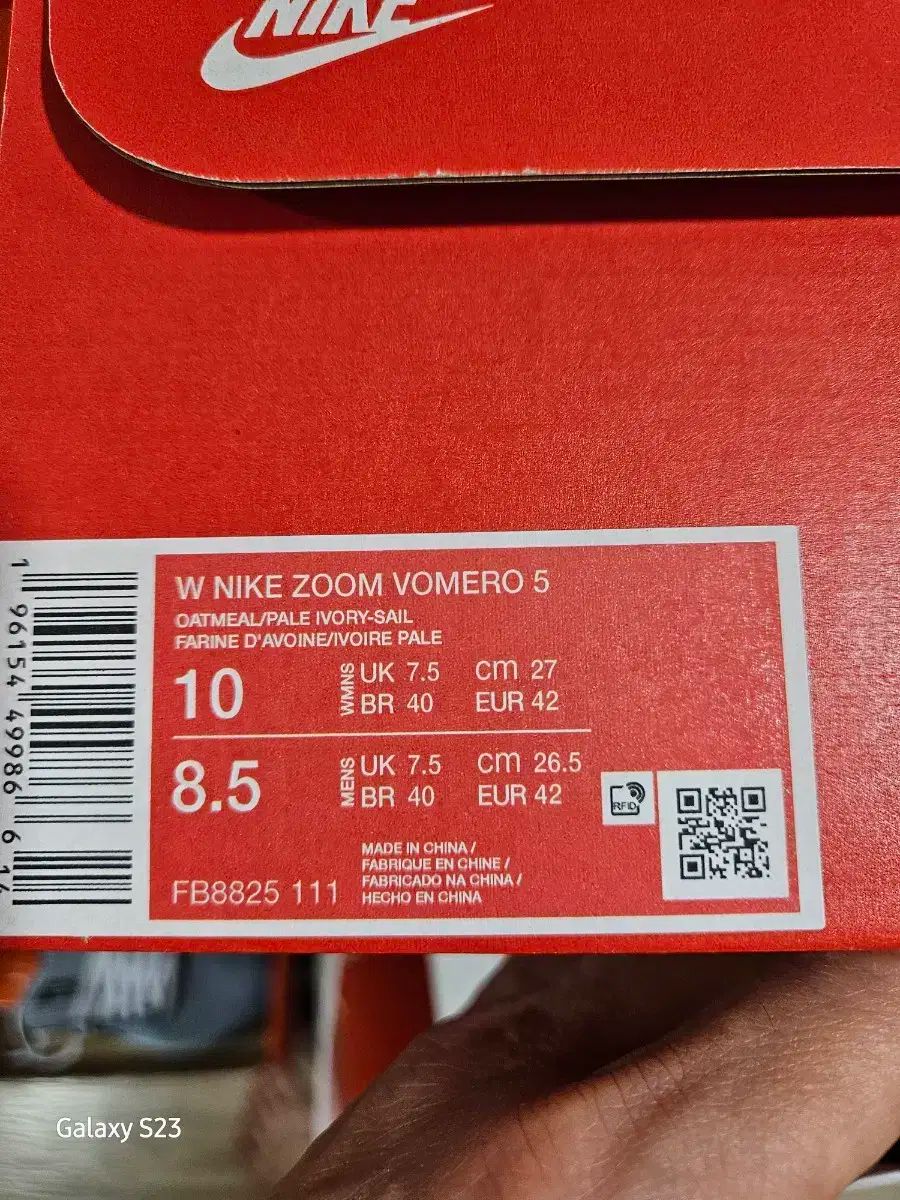 NIKE
W NIKE ZOOM VOMERO 5
OATMEAL/PALE IVORY-SAIL
FARINE D'AVOINE/IVOIRE PALE
10 WMNS UK 7.5 cm 27
BR 40 EUR 42
8.5 MENS UK 7.5 cm 26.5
BR 40 EUR 42
RFID
MADE IN CHINA /
FABRIQUE EN CHINE /
FABRICADO NA CHINA /
HECHO EN CHINA
FB8825 111
1 96154 49986 6 14
Galaxy S23